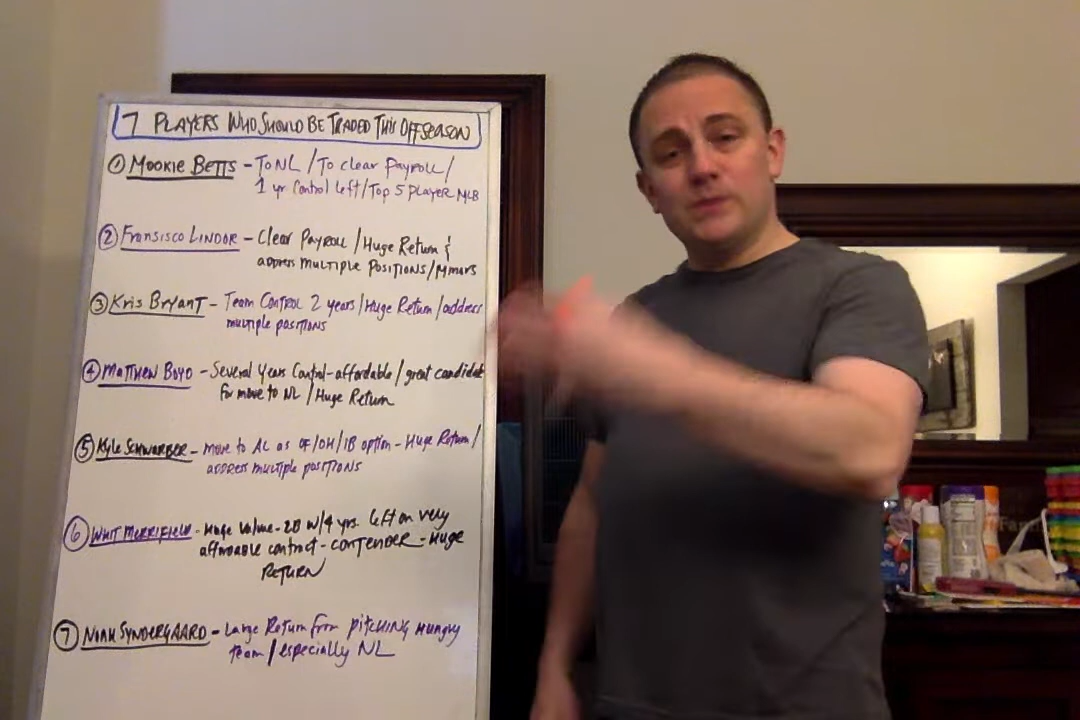 7 PLAYERS WHO SHOULD BE TRADED THIS OFFSEASON
① MOOKIE BETTS - TO NL / TO clear Payroll /
1 yr control left / TOP 5 PLAYER MLB
② FRANSISCO LINDOR - Clear PAYROLL / HUGE RETURN &
address MULTIPLE POSITIONS /
③ KRIS BRYANT - TEAM CONTROL 2 years / Huge Return / address
multiple positions
④ MATTHEW BOYD - Several Years Control - affordable / great candidate
for move to NL / Huge Return
⑤ Kyle SCHWARBER - move to AL as OF/DH/1B option - Huge Return /
address multiple positions
⑥ WHIT MERRIFIELD - Huge Value - 2B w/4 yrs. left on very
affordable contract - CONTENDER - HUGE
RETURN
⑦ NOAH SYNDERGAARD - Large Return from PITCHING Hungry
Team / especially NL